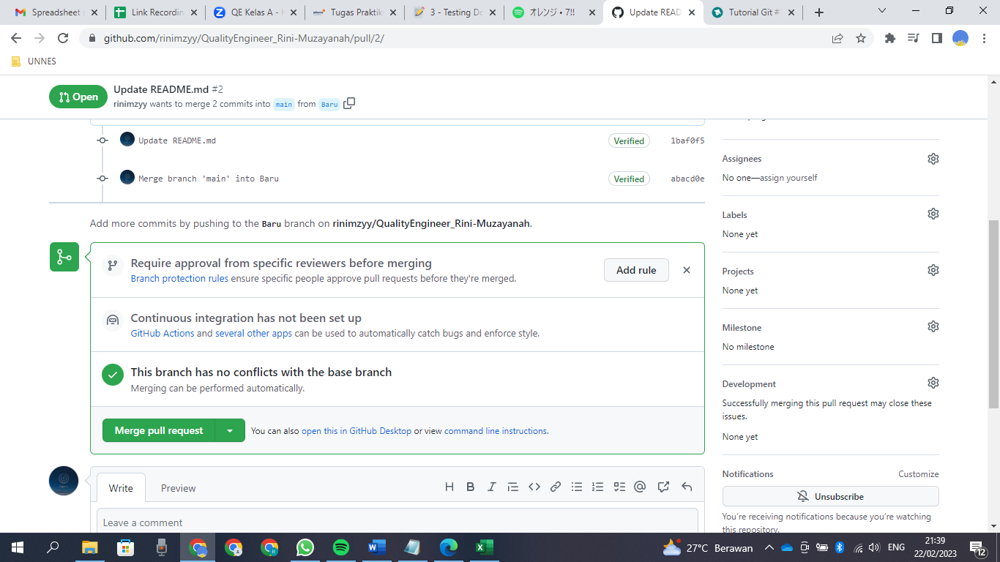 Spreadsheet
Link Recordin
QE Kelas A -
Tugas Praktik
3 - Testing Do
オレンジ • 7!!
Update READ
Tutorial Git #
github.com/rinimzyy/QualityEngineer_Rini-Muzayanah/pull/2/
UNNES
Open
Update README.md #2
rinimzyy wants to merge 2 commits into main from Baru
Update README.md
Verified
1baf0f5
Merge branch 'main' into Baru
Verified
abacd0e
Add more commits by pushing to the Baru branch on rinimzyy/QualityEngineer_Rini-Muzayanah.
Require approval from specific reviewers before merging
Branch protection rules ensure specific people approve pull requests before they're merged.
Add rule
Continuous integration has not been set up
GitHub Actions and several other apps can be used to automatically catch bugs and enforce style.
This branch has no conflicts with the base branch
Merging can be performed automatically.
Merge pull request
You can also open this in GitHub Desktop or view command line instructions.
Write
Preview
Leave a comment
Assignees
No one—assign yourself
Labels
None yet
Projects
None yet
Milestone
No milestone
Development
Successfully merging this pull request may close these
issues.
None yet
Notifications
Customize
Unsubscribe
You're receiving notifications because you're watching
this repository.
27°C Berawan
ENG
21:39
22/02/2023
12